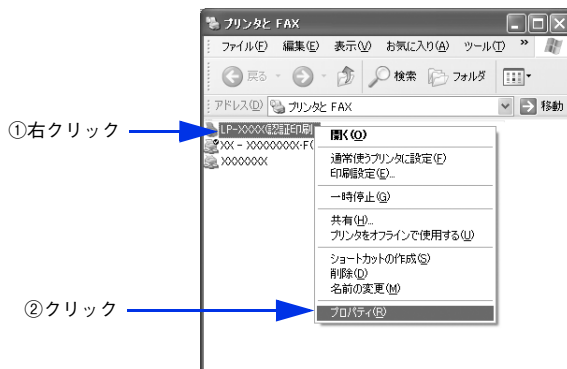 プリンタと FAX
ファイル(F) 編集(E) 表示(V) お気に入り(A) ツール(T) »
戻る 検索 フォルダ
アドレス(D) プリンタと FAX 移動
①右クリック
LP-XXXX(認証印刷)
XX - XXXXXXXX-F(
XXXXXXX
開く(O)
通常使うプリンタに設定(F)
印刷設定(E)...
一時停止(G)
共有(H)...
プリンタをオフラインで使用する(U)
ショートカットの作成(S)
削除(D)
名前の変更(M)
②クリック
プロパティ(R)